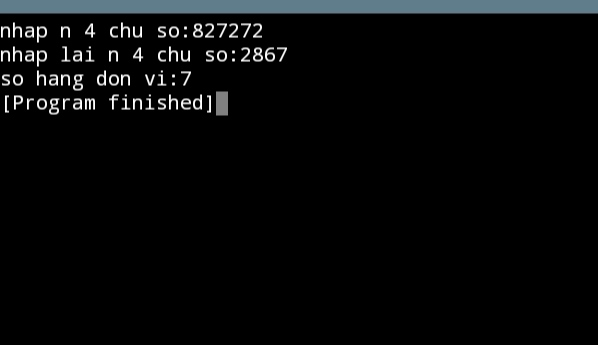 nhap n 4 chu so:827272
nhap lai n 4 chu so:2867
so hang don vi:7
[Program finished]